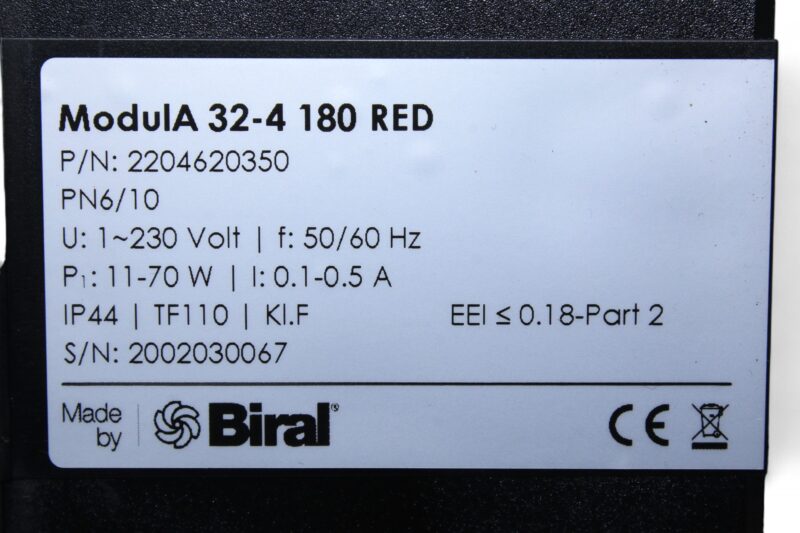 ModulA 32-4 180 RED
P/N: 2204620350
PN6/10
U: 1~230 Volt | f: 50/60 Hz
P₁: 11-70 W | I: 0.1-0.5 A
IP44 | TF110 | Kl.F EEI ≤ 0.18-Part 2
S/N: 2002030067
Made by Biral® CE